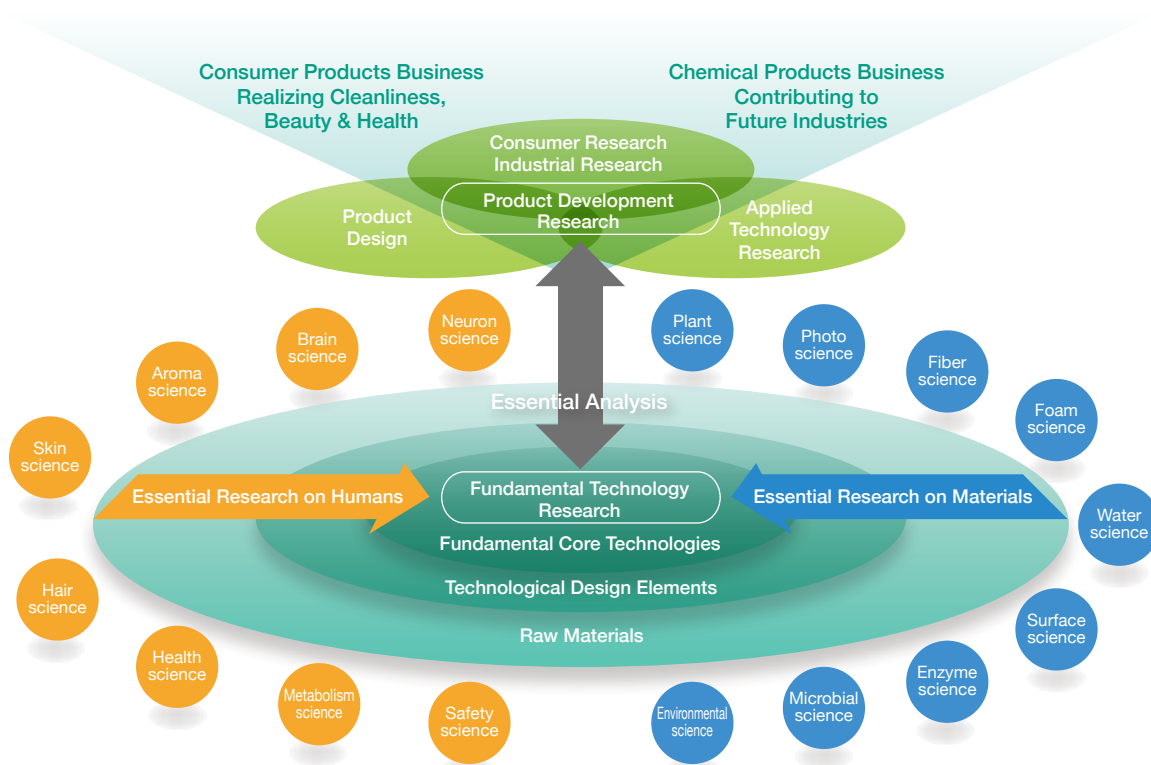 Consumer Products Business
Realizing Cleanliness,
Beauty & Health
Chemical Products Business
Contributing to
Future Industries
Consumer Research
Industrial Research
Product Development
Research
Product
Design
Applied
Technology
Research
Neuron
science
Plant
science
Brain
science
Photo
science
Aroma
science
Fiber
science
Skin
science
Foam
science
Essential Analysis
Essential Research on Humans
Fundamental Technology
Research
Essential Research on Materials
Water
science
Fundamental Core Technologies
Technological Design Elements
Raw Materials
Hair
science
Surface
science
Health
science
Enzyme
science
Metabolism
science
Microbial
science
Safety
science
Environmental
science